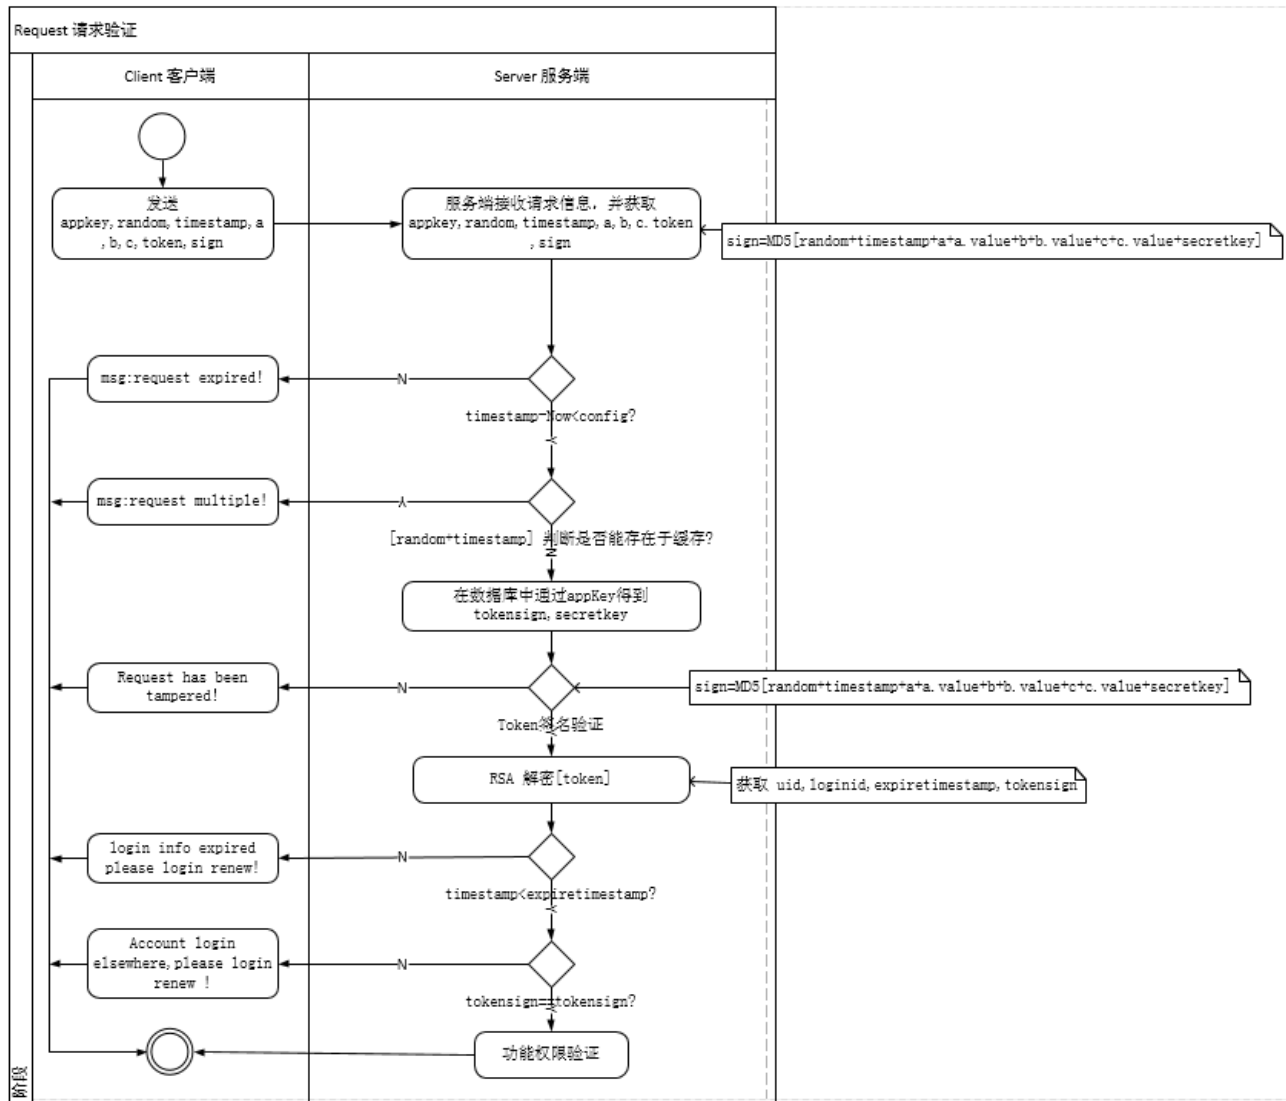 Request 请求验证
Client 客户端
Server 服务端
发送
appkey,random,timestamp,a
,b,c,token,sign
服务端接收请求信息，并获取
appkey,random,timestamp,a,b,c.token
,sign
sign=MD5[random+timestamp+a+a.value+b+b.value+c+c.value+secretkey]
msg:request expired!
N
timestamp-Now<config?
Y
msg:request multiple!
Y
[random+timestamp] 判断是否能存在于缓存?
N
在数据库中通过appKey得到
tokensign,secretkey
Request has been
tampered!
N
sign=MD5[random+timestamp+a+a.value+b+b.value+c+c.value+secretkey]
Token签名验证
Y
RSA 解密[token]
获取 uid,loginid,expiretimestamp,tokensign
login info expired
please login renew!
N
timestamp<expiretimestamp?
Y
Account login
elsewhere,please login
renew !
N
tokensign==tokensign?
Y
功能权限验证
阶段